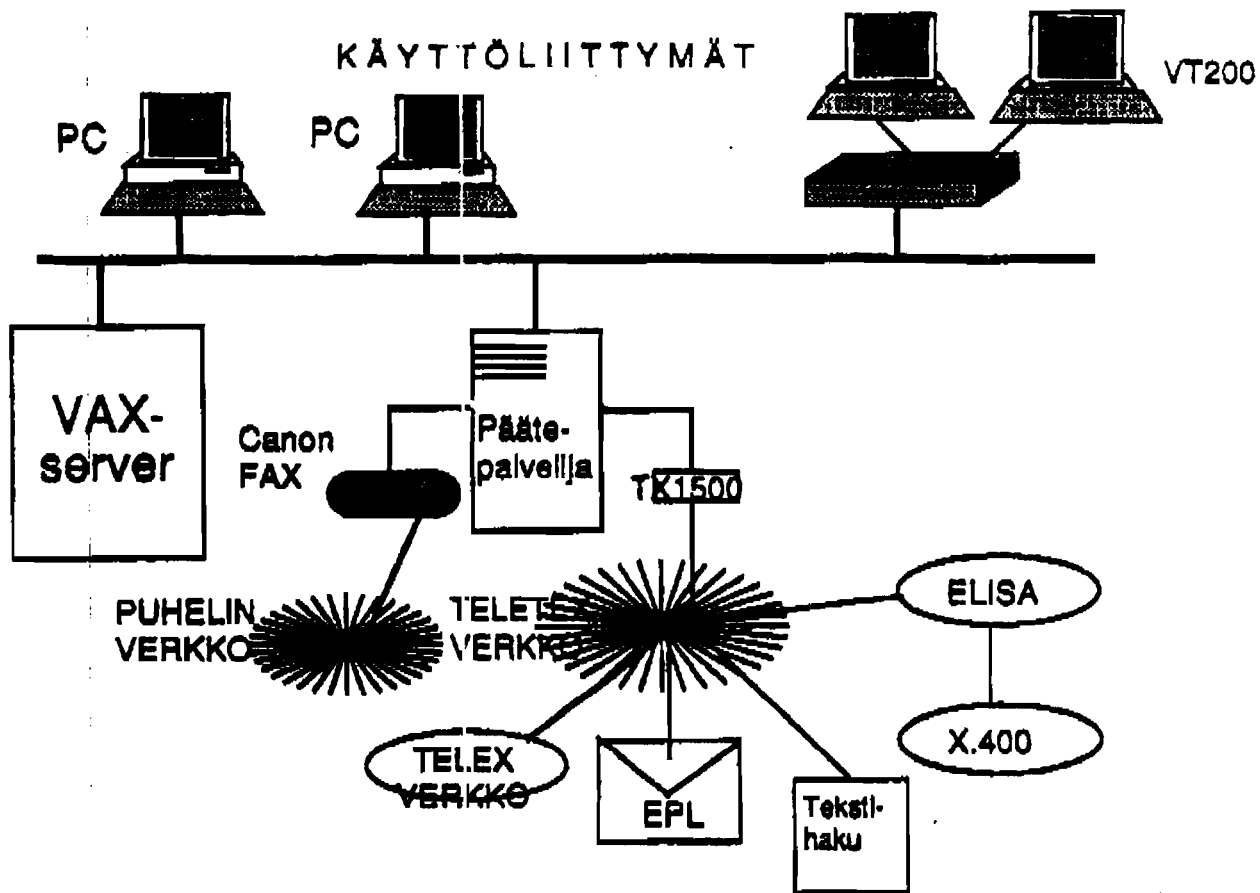 KÄYTTÖLIITTYMÄT
VT200
PC
PC
VAX-
server
Canon
FAX
Pääte-
palvelija
TX1500
PUHELIN
VERKKO
TELETEX
VERKKO
ELISA
X.400
TELEX
VERKKO
EPL
Teksti-
haku